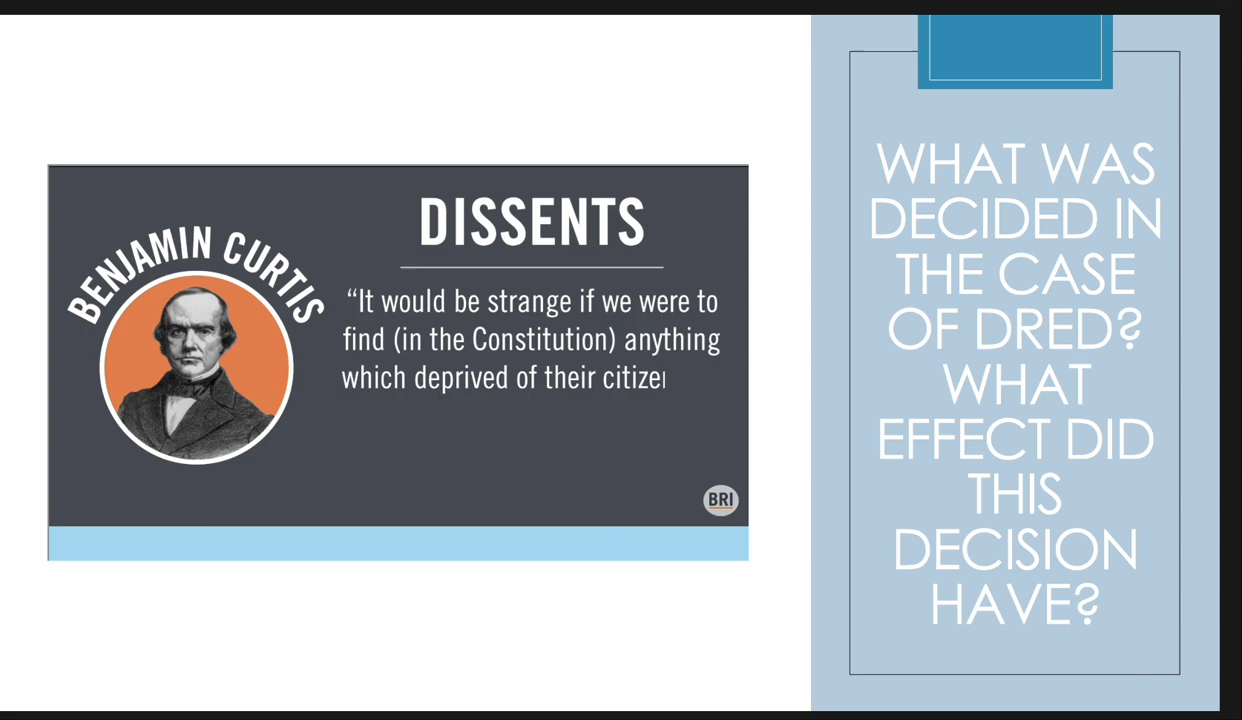 BENJAMIN CURTIS
DISSENTS
“It would be strange if we were to
find (in the Constitution) anything
which deprived of their
BRI
WHAT WAS
DECIDED IN
THE CASE
OF DRED?
WHAT
EFFECT DID
THIS
DECISION
HAVE?